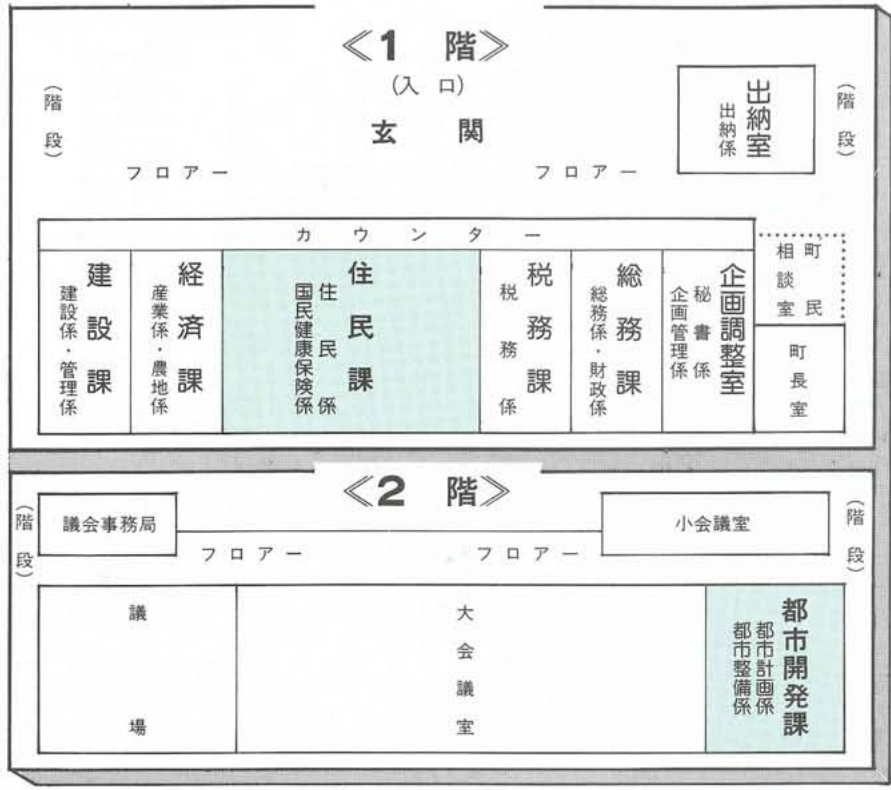 ≪1 階≫
(入 口)
玄 関
(階 段)
フロアー
フロアー
出納室
出納係
(階 段)
カウンター
建設課
建設係・管理係
経済課
産業係・農地係
住民課
住民係
国民健康保険係
税務課
税務係
総務課
総務係・財政係
企画調整室
秘書係
企画管理係
町民
相談室
町長室
≪2 階≫
(階 段)
議会事務局
フロアー
フロアー
小会議室
(階 段)
議場
大会議室
都市開発課
都市計画係
都市整備係